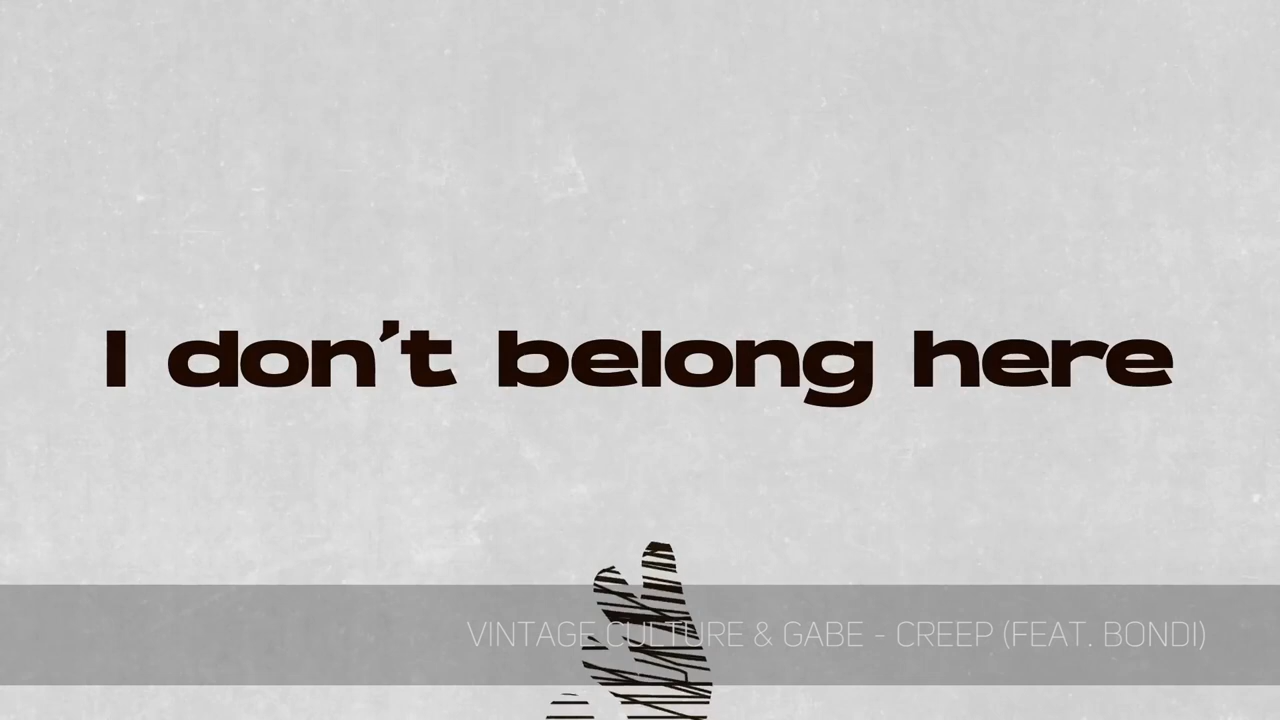 I don't belong here
VINTAGE CULTURE & GABE - CREEP (FEAT. BONDI)